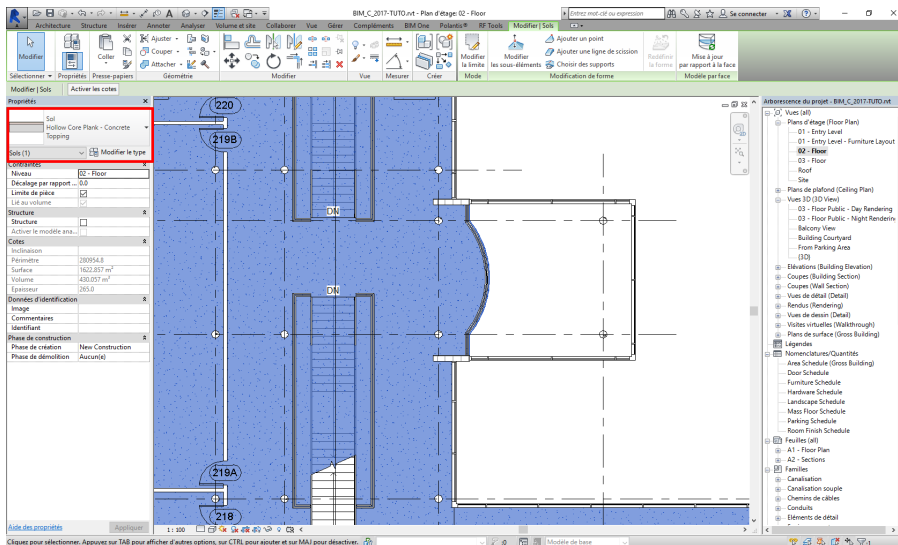 BIM_C_2017-TUTO.rvt - Plan d'étage: 02 - Floor
Entrez mot-clé ou expression
Se connecter
Architecture Structure Insérer Annoter Analyser Volume et site Collaborer Vue Gérer Compléments BIM One Polantis® RF Tools Modifier | Sols
Modifier
Coller
Ajuster
Couper
Attacher
Modifier
la limite
Modifier
les sous-éléments
Ajouter un point
Ajouter une ligne de scission
Choisir des supports
Redéfinir
la forme
Mise à jour
par rapport à la face
Sélectionner Propriétés Presse-papiers Géométrie Modifier Vue Mesurer Créer Mode Modification de forme Modèle par face
Modifier | Sols Activer les cotes
Propriétés
Sol
Hollow Core Plank - Concrete
Topping
Sols (1) Modifier le type
Contraintes
Niveau 02 - Floor
Décalage par rapport ... 0.0
Limite de pièce
Lié au volume
Structure
Structure
Activer le modèle ana...
Cotes
Inclinaison
Périmètre 280954.8
Surface 1622.857 m²
Volume 430.057 m³
Epaisseur 265.0
Données d'identification
Image
Commentaires
Identifiant
Phase de construction
Phase de création New Construction
Phase de démolition Aucun(e)
Aide des propriétés Appliquer
220
219B
DN
DN
219A
218
1 : 100
Arborescence du projet - BIM_C_2017-TUTO.rvt
Vues (all)
Plans d'étage (Floor Plan)
01 - Entry Level
01 - Entry Level - Furniture Layout
02 - Floor
03 - Floor
Roof
Site
Plans de plafond (Ceiling Plan)
Vues 3D (3D View)
03 - Floor Public - Day Rendering
03 - Floor Public - Night Renderin
Balcony View
Building Courtyard
From Parking Area
{3D}
Elévations (Building Elevation)
Coupes (Building Section)
Coupes (Wall Section)
Vues de détail (Detail)
Rendus (Rendering)
Vues de dessin (Detail)
Visites virtuelles (Walkthrough)
Plans de surface (Gross Building)
Légendes
Nomenclatures/Quantités
Area Schedule (Gross Building)
Door Schedule
Furniture Schedule
Hardware Schedule
Landscape Schedule
Mass Floor Schedule
Parking Schedule
Room Finish Schedule
Feuilles (all)
A1 - Floor Plan
A2 - Sections
Familles
Canalisation
Canalisation souple
Chemins de câbles
Conduits
Eléments de détail
Cliquez pour sélectionner. Appuyez sur TAB pour afficher d'autres options, sur CTRL pour ajouter et sur MAJ pour désactiver.
:0 Modèle de base
:1